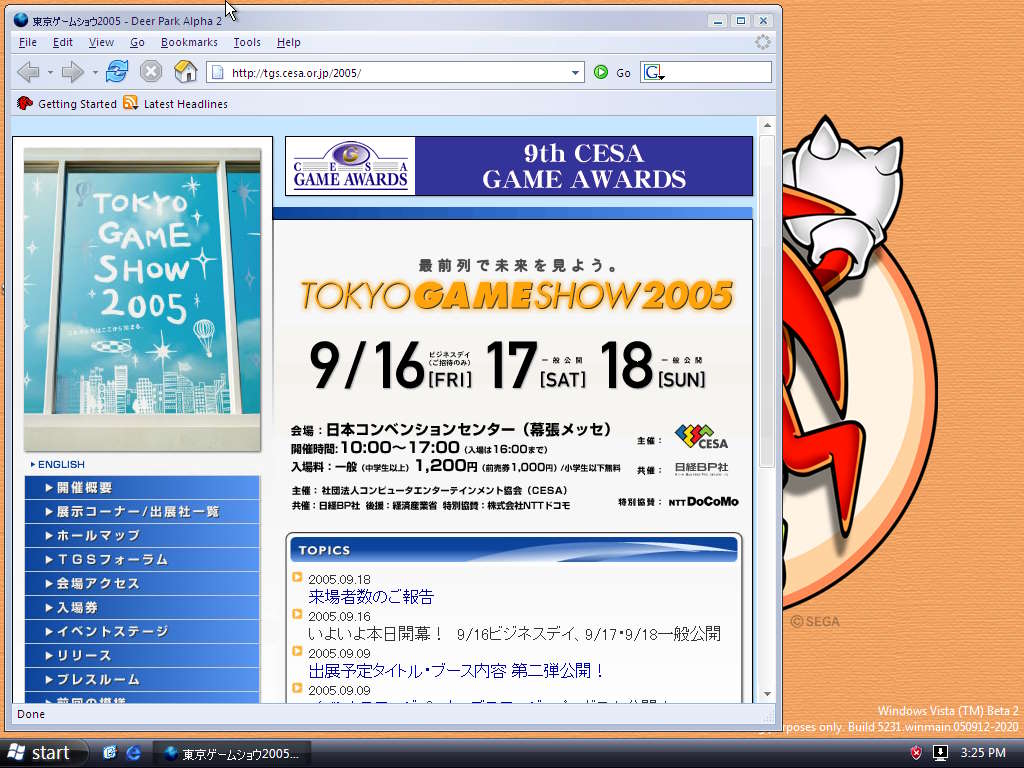 東京ゲームショウ2005 - Deer Park Alpha 2
File Edit View Go Bookmarks Tools Help
http://tgs.cesa.or.jp/2005/
Go
G
Getting Started Latest Headlines
TOKYO
GAME
SHOW
2005
CESA
GAME AWARDS
9th CESA
GAME AWARDS
最前列で未来を見よう。
TOKYO GAME SHOW 2005
9/16 ビジネスデイ (ご招待のみ) [FRI] 17 一般公開 [SAT] 18 一般公開 [SUN]
会場：日本コンベンションセンター（幕張メッセ）
開催時間：10:00〜17:00（入場は16:00まで）
入場料：一般（中学生以上）1,200円（前売券1,000円）/小学生以下無料
主催： CESA
共催： 日経BP社
主催：社団法人コンピュータエンターテインメント協会（CESA）
共催：日経BP社 後援：経済産業省 特別協賛：株式会社NTTドコモ
特別協賛： NTT DoCoMo
ENGLISH
開催概要
展示コーナー/出展社一覧
ホールマップ
TGSフォーラム
会場アクセス
入場券
イベントステージ
リリース
プレスルーム
TOPICS
2005.09.18
来場者数のご報告
2005.09.16
いよいよ本日開幕！ 9/16ビジネスデイ、9/17・9/18一般公開
2005.09.09
出展予定タイトル・ブース内容 第二弾公開！
2005.09.09
Done
©SEGA
Windows Vista (TM) Beta 2
purposes only. Build 5231.winmain.050912-2020
start
東京ゲームショウ2005...
3:25 PM